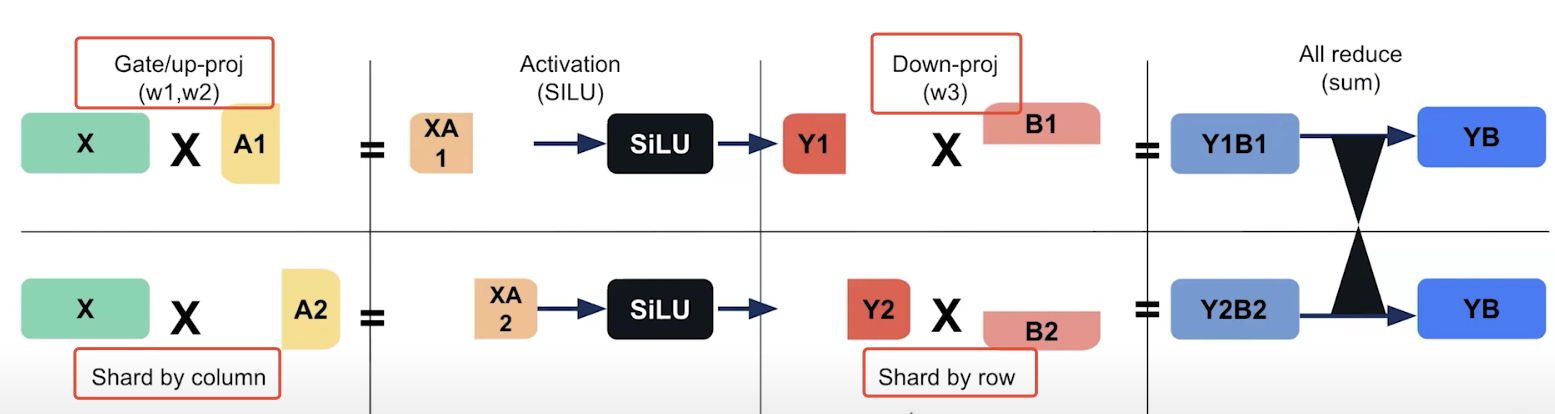 Gate/up-proj
(w1,w2)
Activation
(SILU)
Down-proj
(w3)
All reduce
(sum)
X
X
A1
=
XA
1
SiLU
Y1
X
B1
=
Y1B1
YB
X
X
A2
=
XA
2
SiLU
Y2
X
B2
=
Y2B2
YB
Shard by column
Shard by row